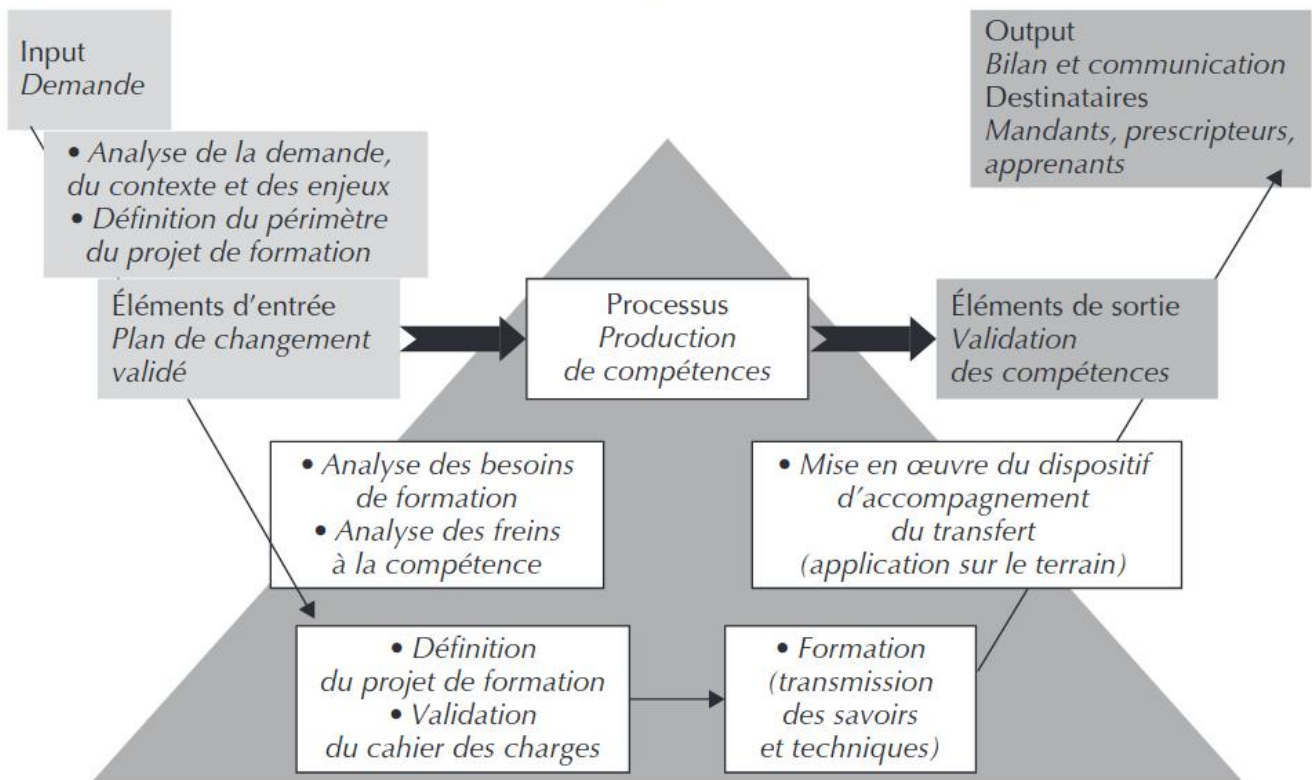 Input
Demande
• Analyse de la demande,
du contexte et des enjeux
• Définition du périmètre
du projet de formation
Éléments d'entrée
Plan de changement
validé
Processus
Production
de compétences
Éléments de sortie
Validation
des compétences
Output
Bilan et communication
Destinataires
Mandants, prescripteurs,
apprenants
• Analyse des besoins
de formation
• Analyse des freins
à la compétence
• Mise en œuvre du dispositif
d'accompagnement
du transfert
(application sur le terrain)
• Définition
du projet de formation
• Validation
du cahier des charges
• Formation
(transmission
des savoirs
et techniques)